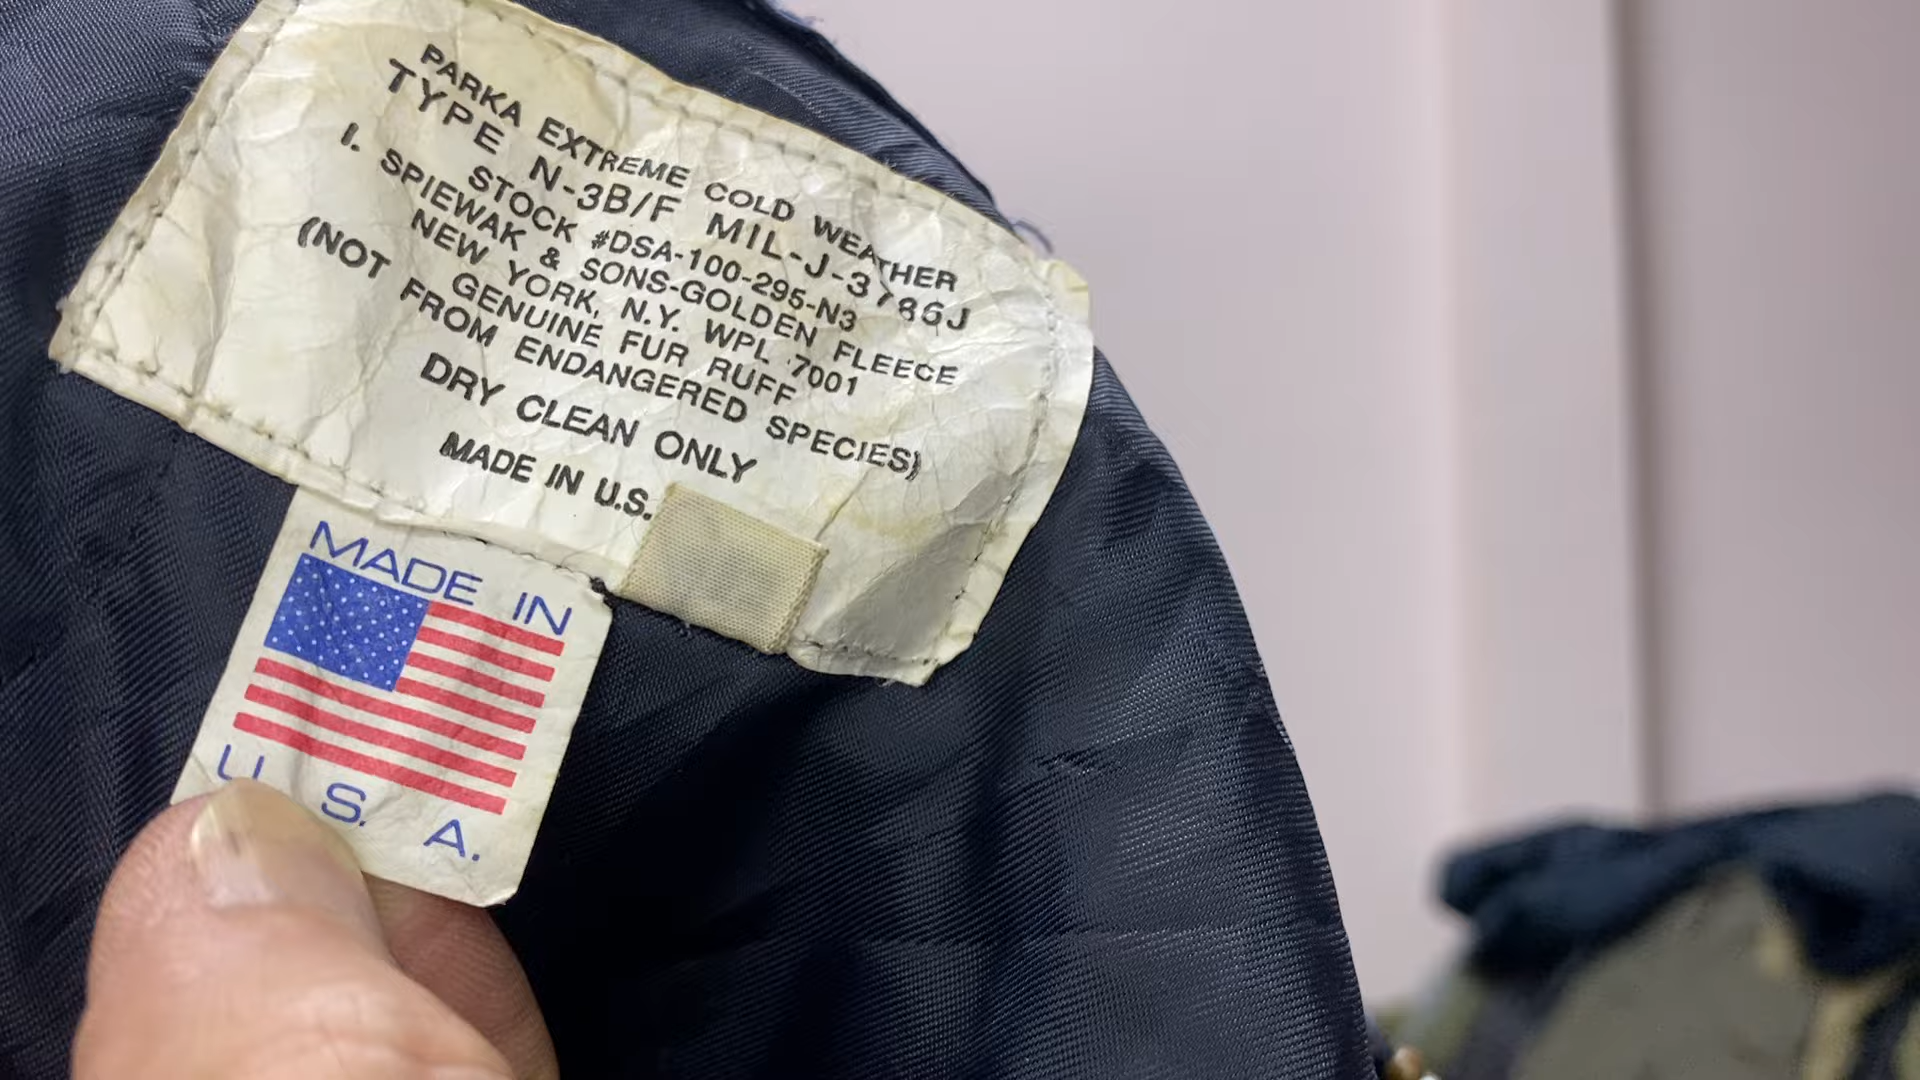 PARKA EXTREME COLD WEATHER
TYPE N-3B/F MIL-J-3786J
STOCK #DSA-100-295-N3
I. SPIEWAK & SONS-GOLDEN FLEECE
NEW YORK, N.Y. WPL 7001
GENUINE FUR RUFF
(NOT FROM ENDANGERED SPECIES)
DRY CLEAN ONLY
MADE IN U.S.
MADE IN
U. S. A.